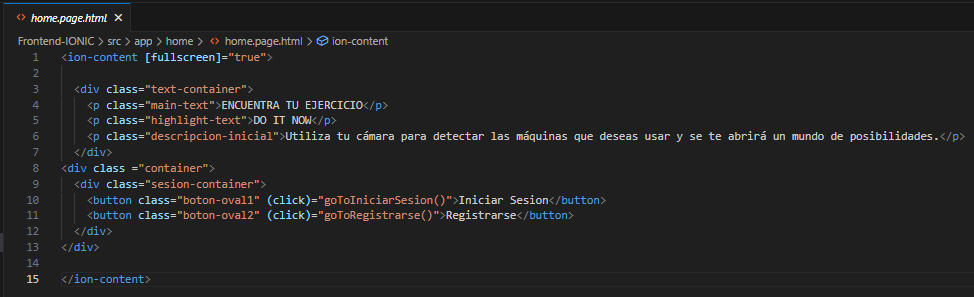 home.page.html ×
Frontend-IONIC > src > app > home > home.page.html > ion-content
1 <ion-content [fullscreen]="true">
2
3   <div class="text-container">
4     <p class="main-text">ENCUENTRA TU EJERCICIO</p>
5     <p class="highlight-text">DO IT NOW</p>
6     <p class="descripcion-inicial">Utiliza tu cámara para detectar las máquinas que deseas usar y se te abrirá un mundo de posibilidades.</p>
7   </div>
8 <div class ="container">
9   <div class="sesion-container">
10     <button class="boton-oval1" (click)="goToIniciarSesion()">Iniciar Sesion</button>
11     <button class="boton-oval2" (click)="goToRegistrarse()">Registrarse</button>
12   </div>
13 </div>
14
15 </ion-content>